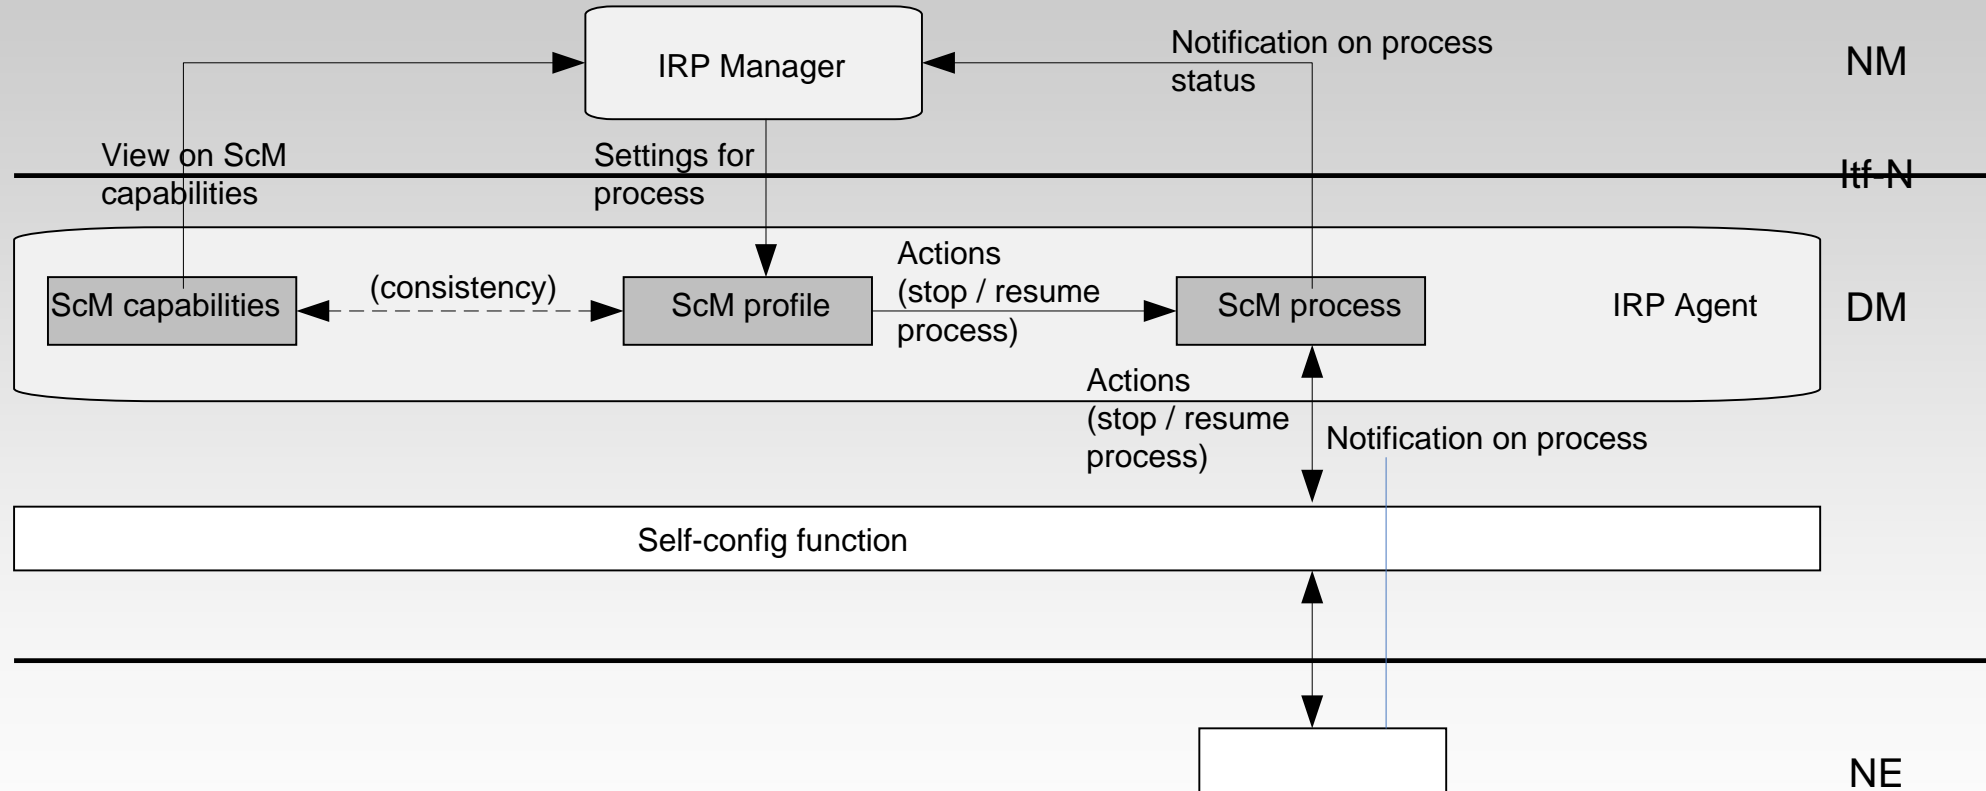 IRP Manager
Notification on process
status
NM
View on ScM
capabilities
Settings for
process
Itf-N
ScM capabilities
(consistency)
ScM profile
Actions
(stop / resume
process)
ScM process
IRP Agent
DM
Actions
(stop / resume
process)
Notification on process
Self-config function
NE